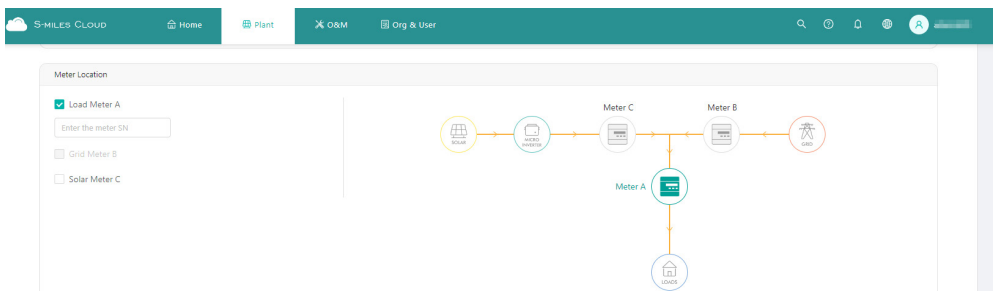 S-MILES CLOUD Home Plant O&M Org & User
Meter Location
Load Meter A
Enter the meter SN
Grid Meter B
Solar Meter C
Meter C Meter B
SOLAR MICRO INVERTER GRID
Meter A
LOADS